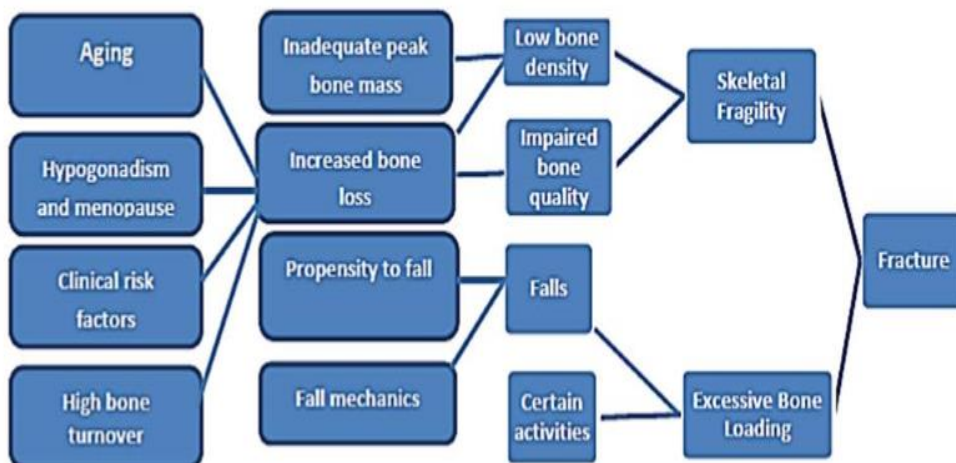 Aging
Hypogonadism
and menopause
Clinical risk
factors
High bone
turnover
Inadequate peak
bone mass
Increased bone
loss
Propensity to fall
Fall mechanics
Low bone
density
Impaired
bone
quality
Falls
Certain
activities
Skeletal
Fragility
Excessive Bone
Loading
Fracture